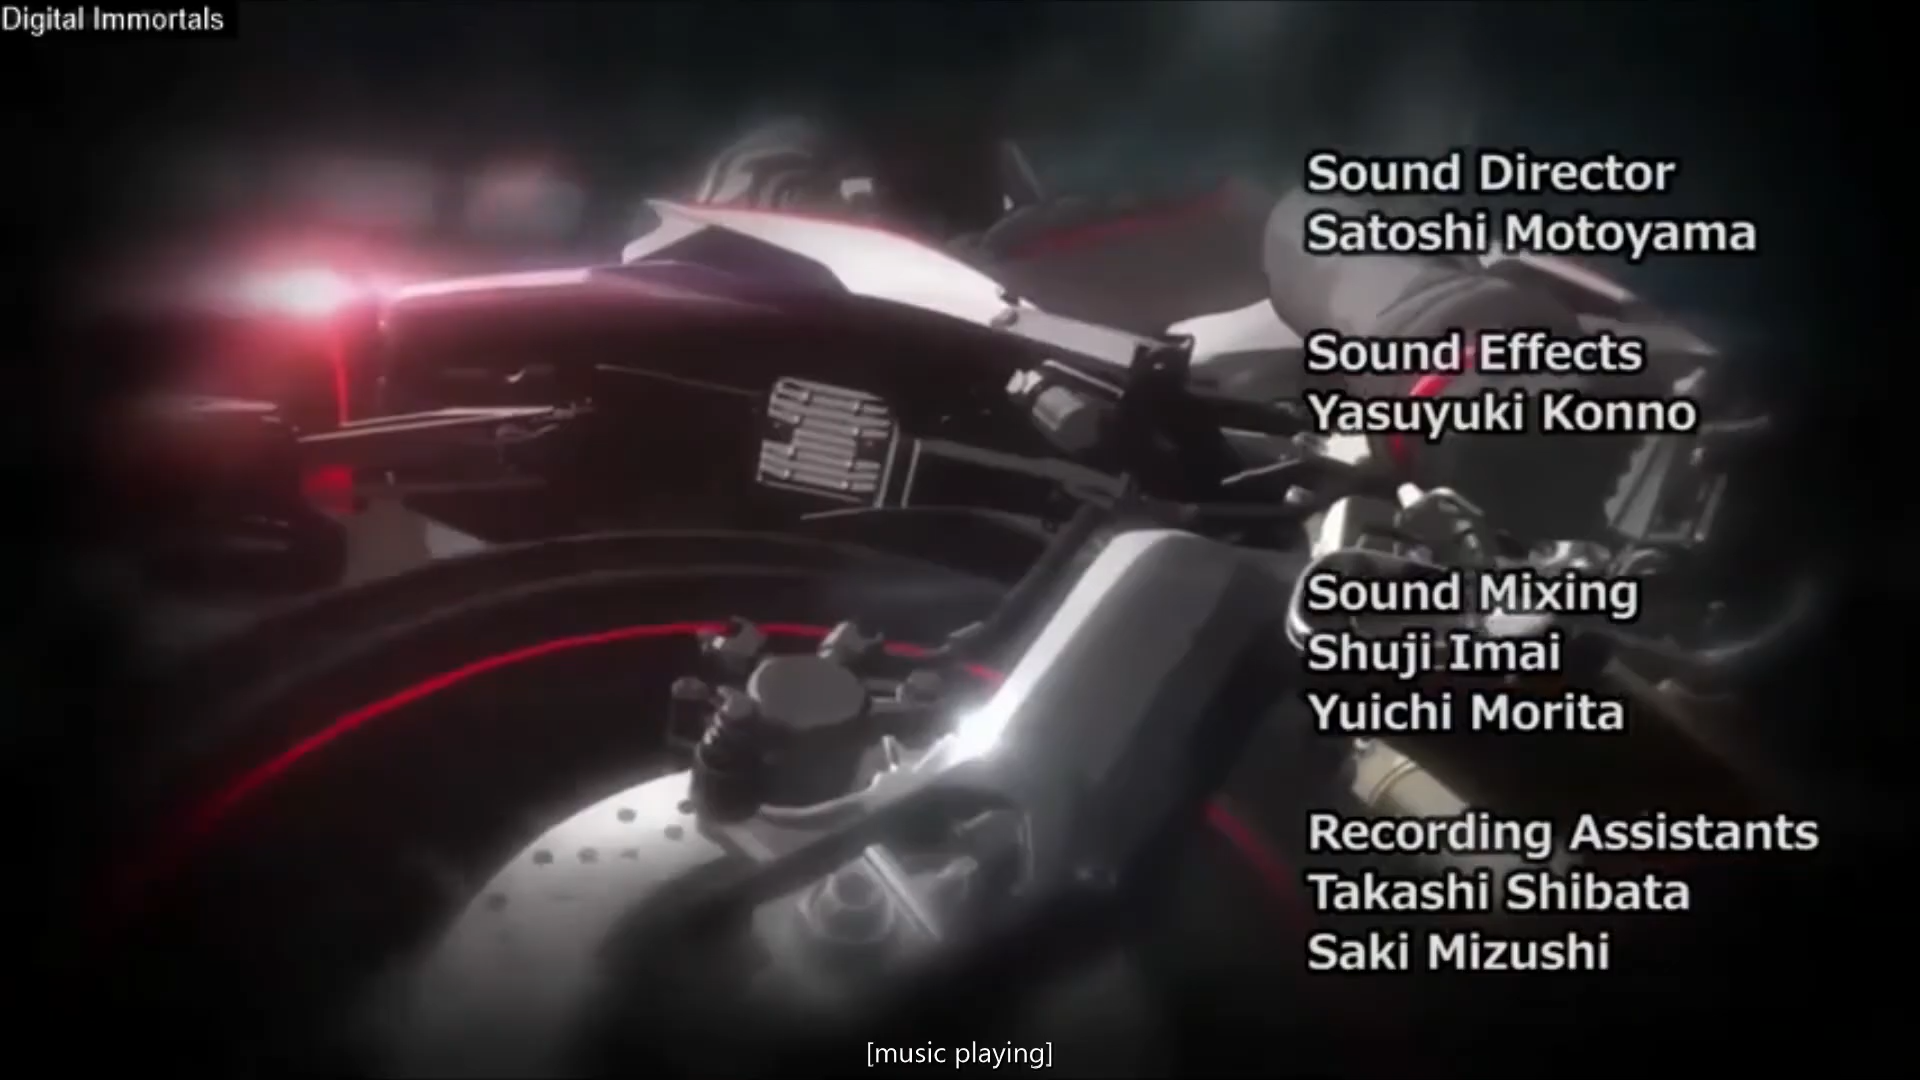 Digital Immortals
Sound Director
Satoshi Motoyama
Sound Effects
Yasuyuki Konno
Sound Mixing
Shuji Imai
Yuichi Morita
Recording Assistants
Takashi Shibata
Saki Mizushi
[music playing]